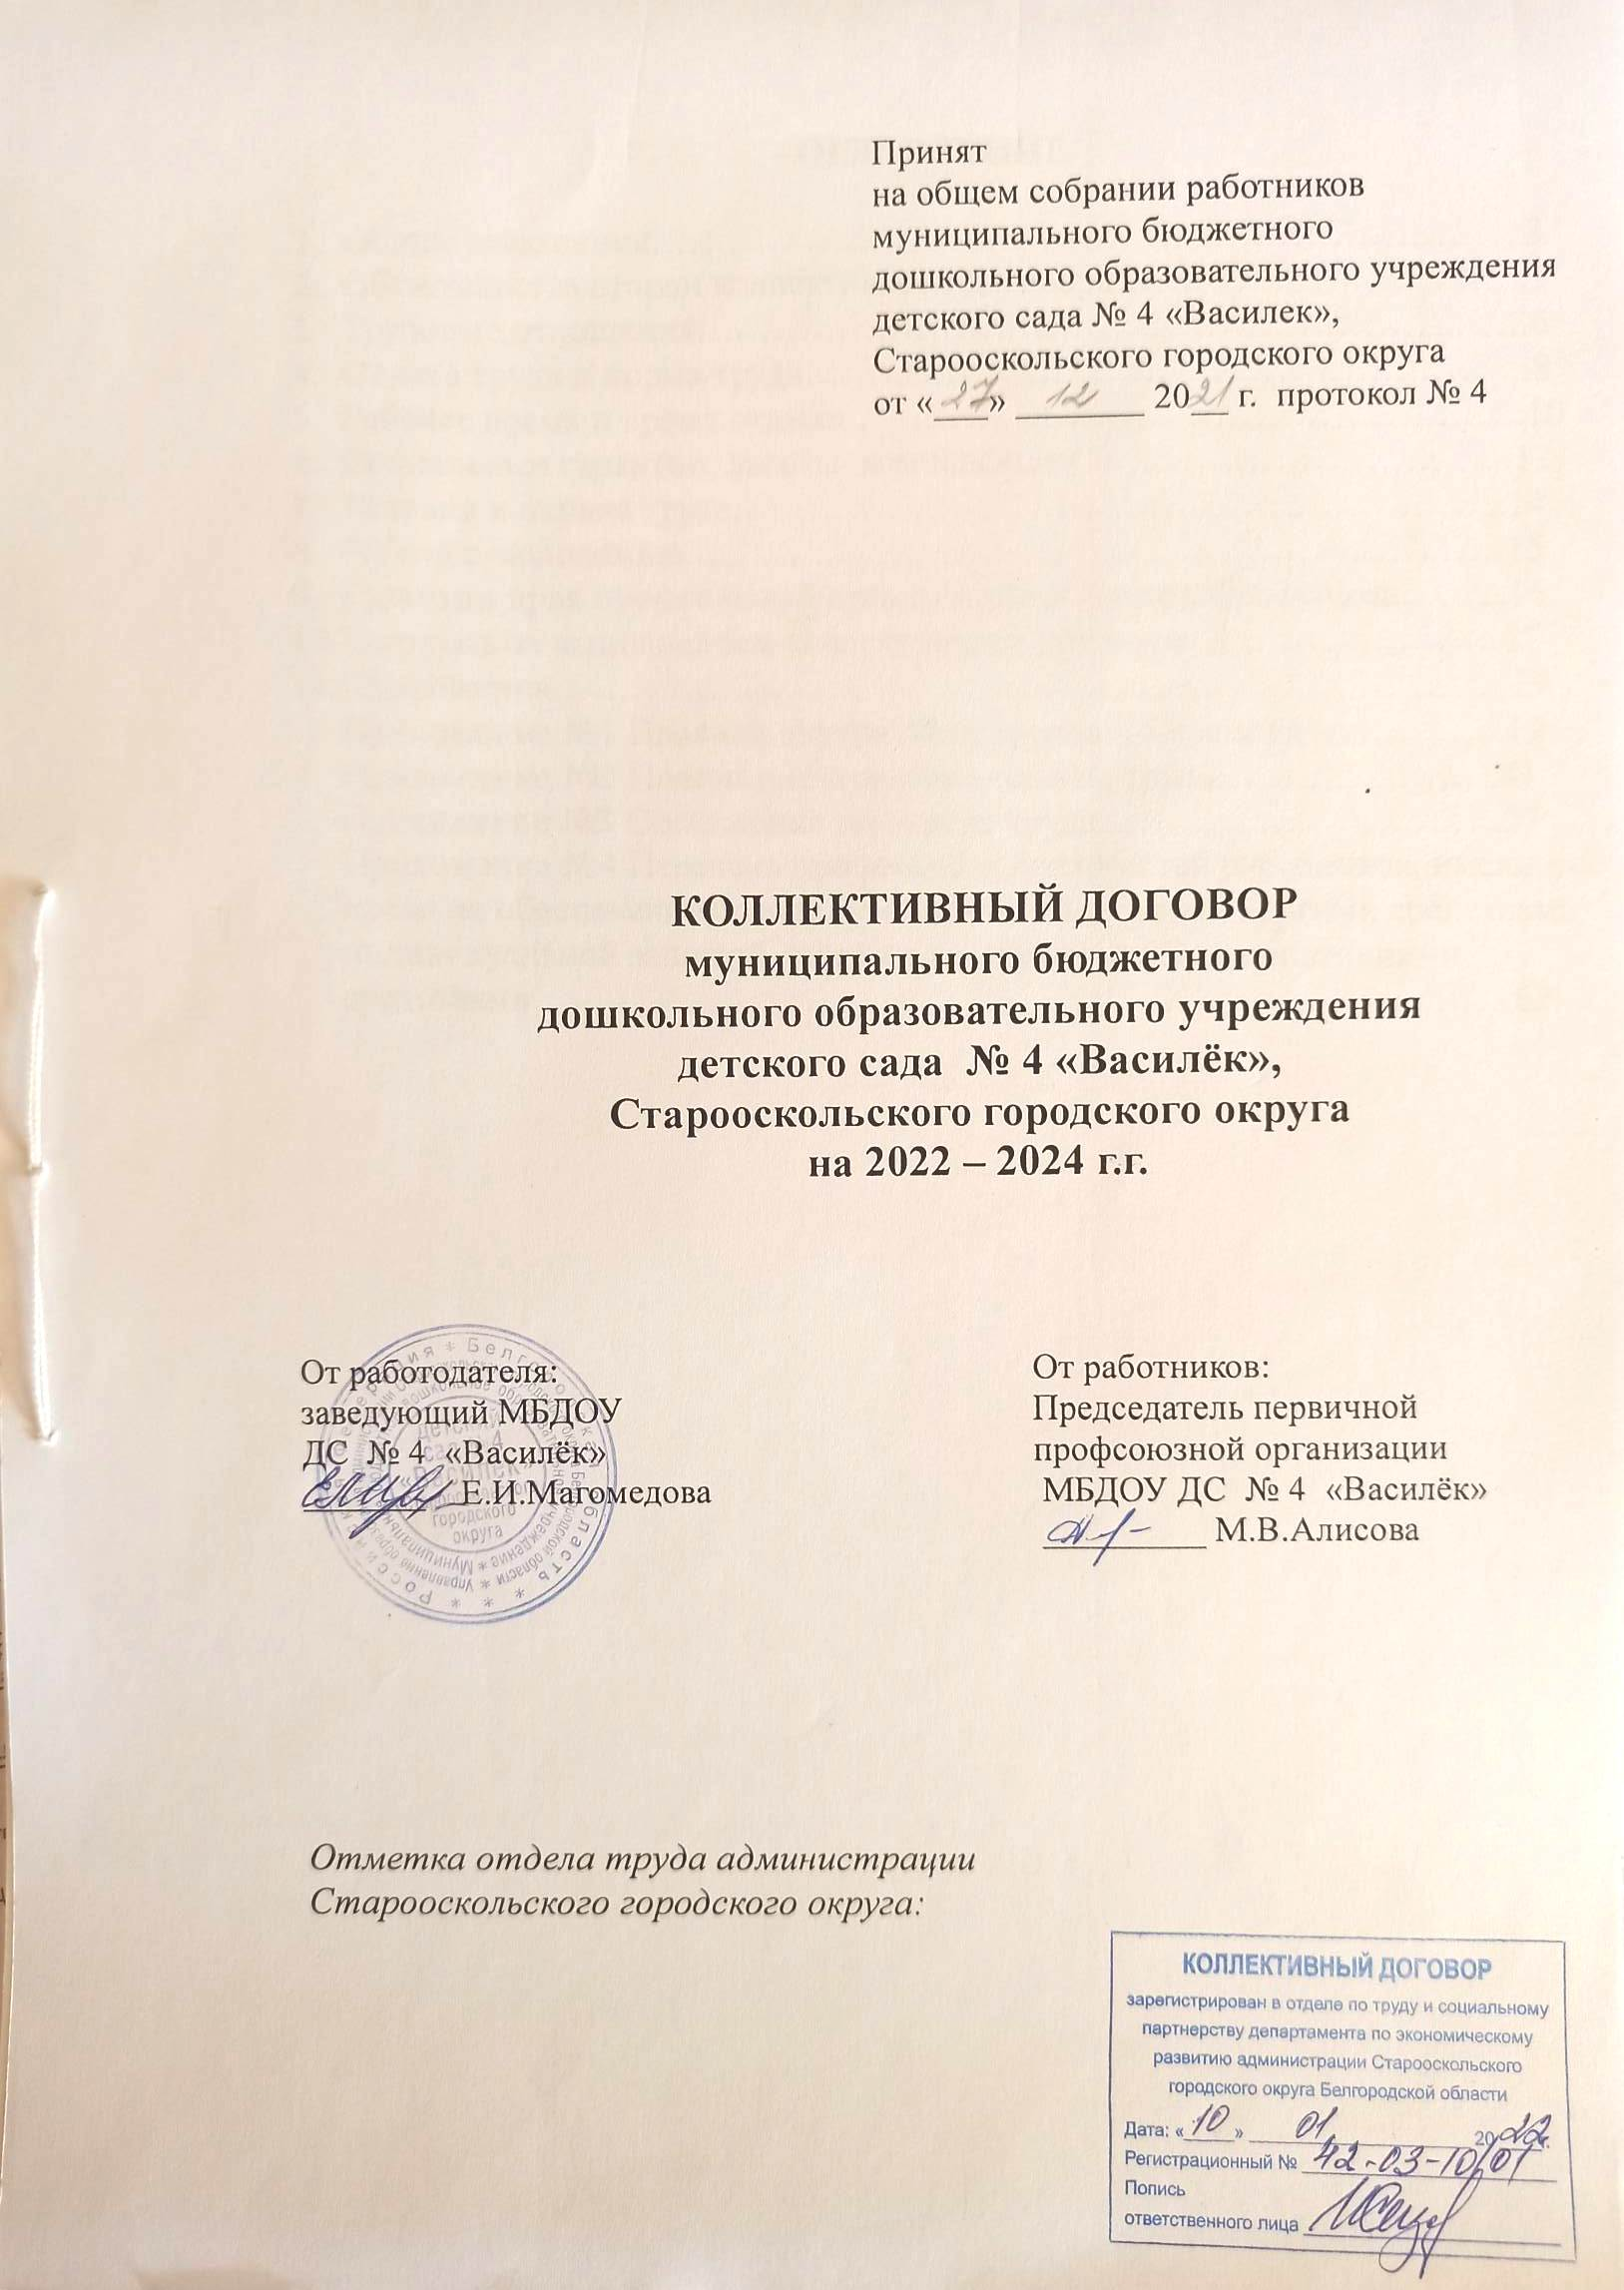 Принят
на общем собрании работников
муниципального бюджетного
дошкольного образовательного учреждения
детского сада № 4 «Василек»,
Старооскольского городского округа
от «27» 12 2021 г. протокол № 4
КОЛЛЕКТИВНЫЙ ДОГОВОР
муниципального бюджетного
дошкольного образовательного учреждения
детского сада № 4 «Василёк»,
Старооскольского городского округа
на 2022 – 2024 г.г.
От работодателя:
заведующий МБДОУ
ДС № 4 «Василёк»
Е.И.Магомедова
городского
округа
От работников:
Председатель первичной
профсоюзной организации
МБДОУ ДС № 4 «Василёк»
М.В.Алисова
Отметка отдела труда администрации
Старооскольского городского округа:
КОЛЛЕКТИВНЫЙ ДОГОВОР
зарегистрирован в отделе по труду и социальному
партнерству департамента по экономическому
развитию администрации Старооскольского
городского округа Белгородской области
Дата: «10» 01 2022г.
Регистрационный № 42-03-10/01
Попись
ответственного лица